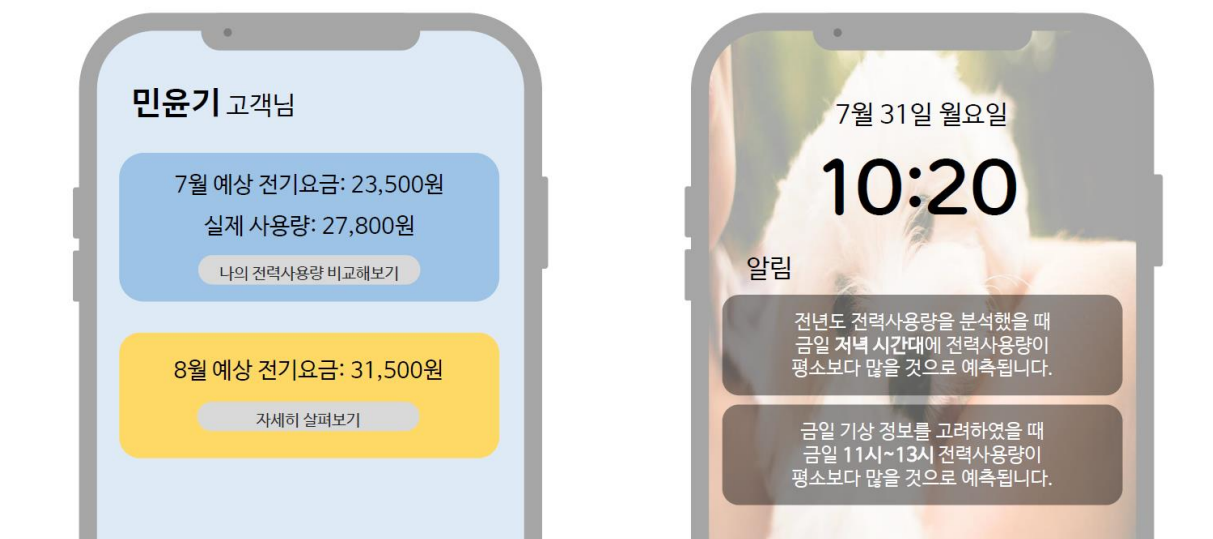 민윤기 고객님
7월 예상 전기요금: 23,500원
실제 사용량: 27,800원
나의 전력사용량 비교해보기
8월 예상 전기요금: 31,500원
자세히 살펴보기
7월 31일 월요일
10:20
알림
전년도 전력사용량을 분석했을 때
금일 저녁 시간대에 전력사용량이
평소보다 많을 것으로 예측됩니다.
금일 기상 정보를 고려하였을 때
금일 11시~13시 전력사용량이
평소보다 많을 것으로 예측됩니다.